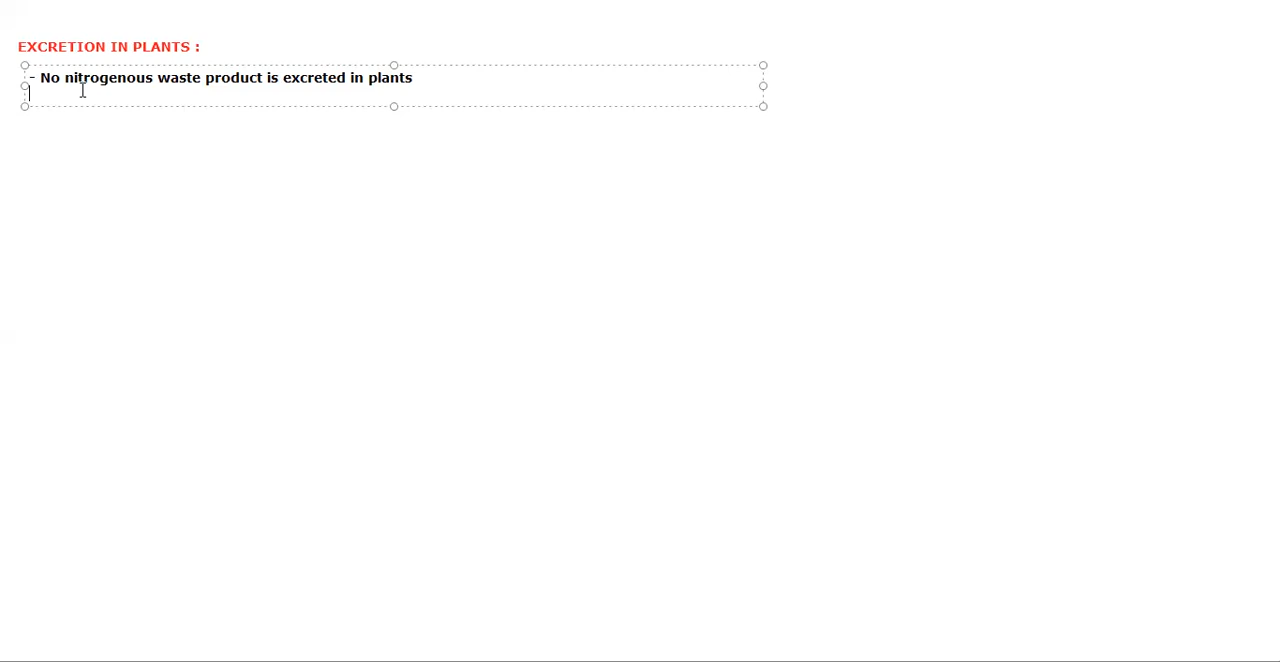 EXCRETION IN PLANTS :
- No nitrogenous waste product is excreted in plants